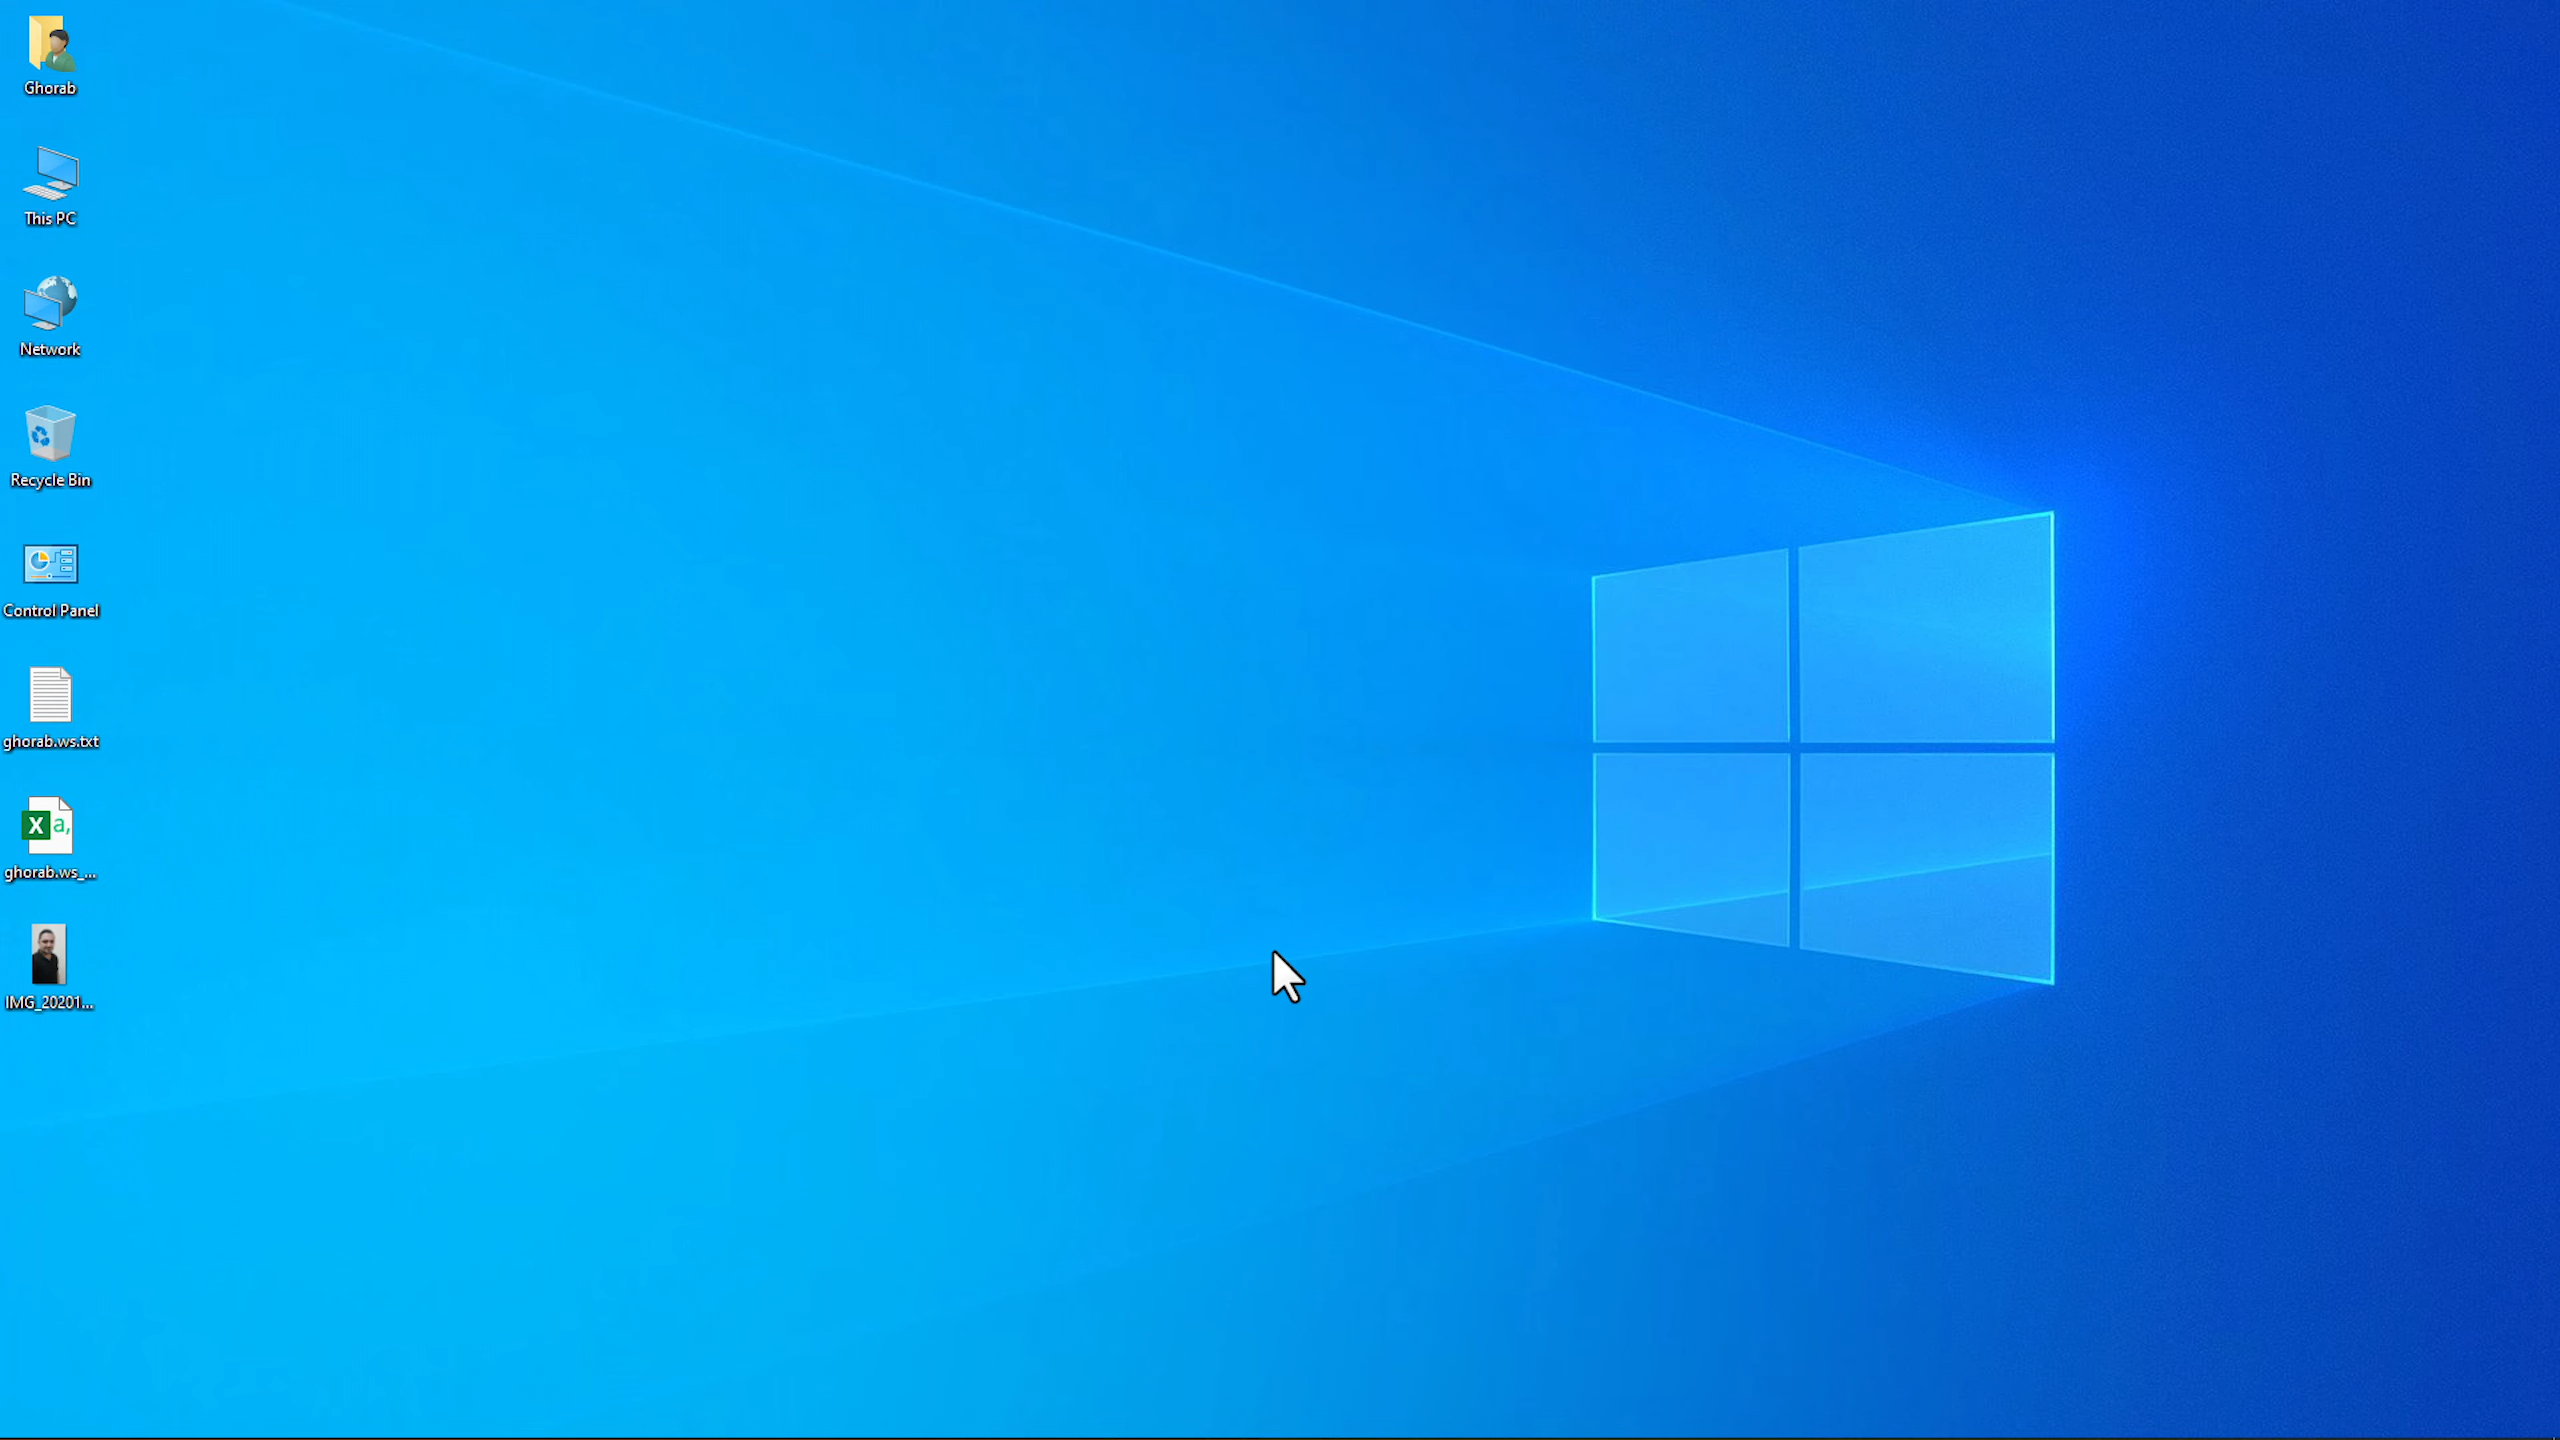 Ghorab
This PC
Network
Recycle Bin
Control Panel
ghorab.ws.txt
X a,
ghorab.ws_...
IMG_20201...